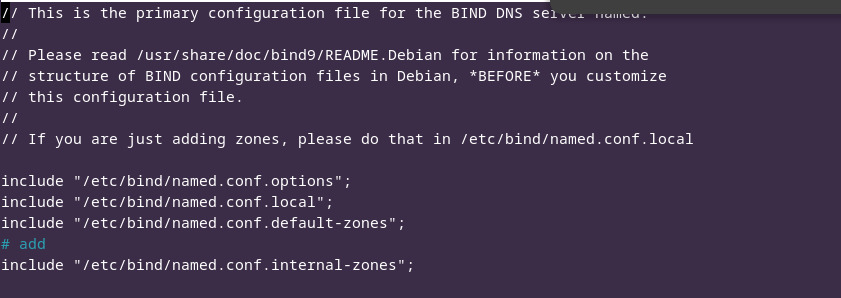 // This is the primary configuration file for the BIND DNS server named.
//
// Please read /usr/share/doc/bind9/README.Debian for information on the
// structure of BIND configuration files in Debian, *BEFORE* you customize
// this configuration file.
//
// If you are just adding zones, please do that in /etc/bind/named.conf.local
include "/etc/bind/named.conf.options";
include "/etc/bind/named.conf.local";
include "/etc/bind/named.conf.default-zones";
# add
include "/etc/bind/named.conf.internal-zones";